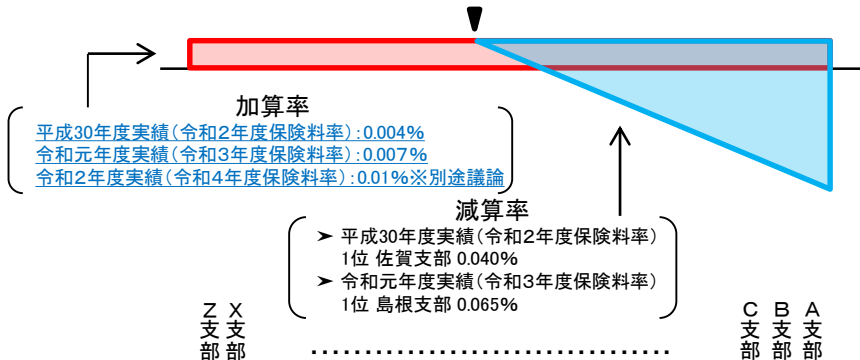 加算率
平成30年度実績(令和2年度保険料率):0.004%
令和元年度実績(令和3年度保険料率):0.007%
令和2年度実績(令和4年度保険料率):0.01%※別途議論
減算率
➤ 平成30年度実績(令和2年度保険料率)
1位 佐賀支部 0.040%
➤ 令和元年度実績(令和3年度保険料率)
1位 島根支部 0.065%
Z支部
X支部
‥‥‥‥‥‥‥‥‥‥‥‥‥‥‥‥
C支部
B支部
A支部